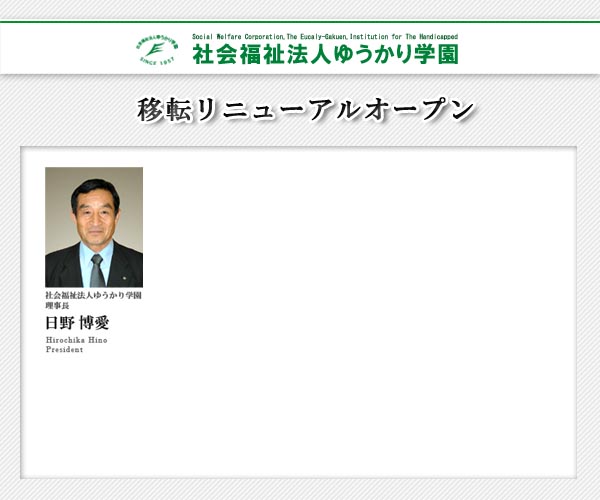 Social Welfare Corporation,The Eucaly-Gakuen,Institution for The Handicapped
社会福祉法人ゆうかり学園
SINCE 1957
移転リニューアルオープン
社会福祉法人ゆうかり学園
理事長
日野 博愛
Hirochika Hino
President